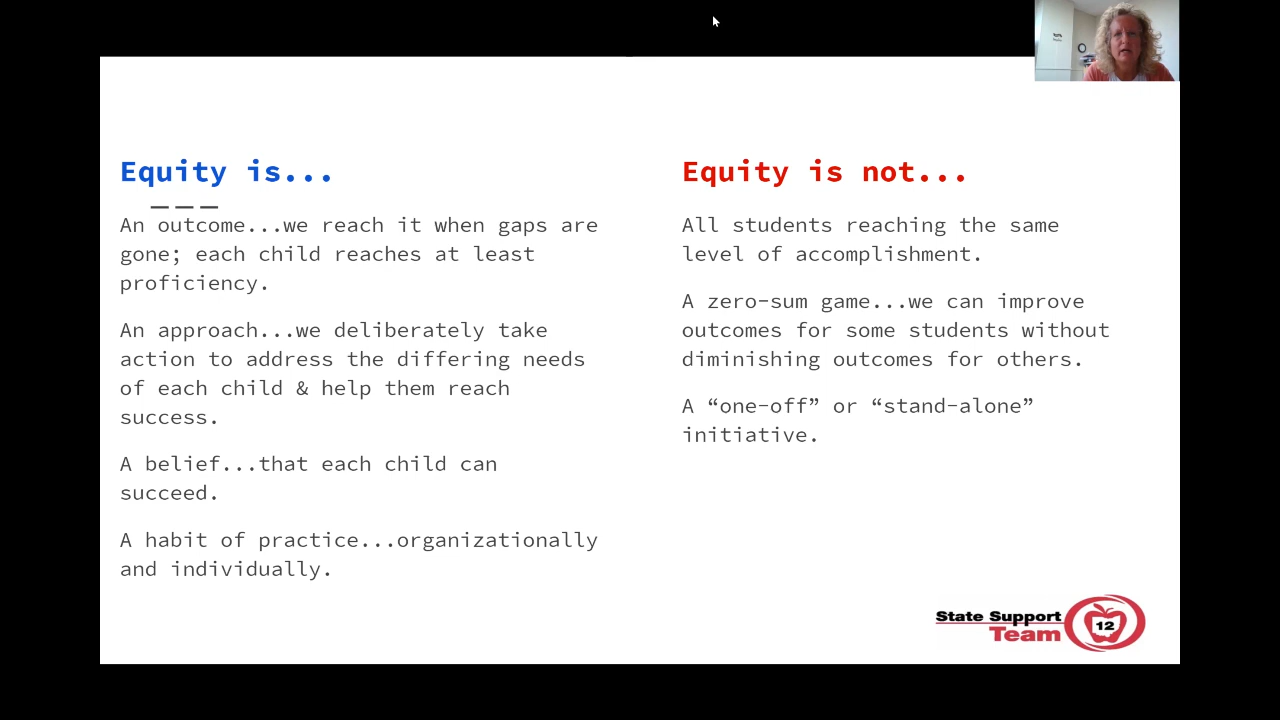 Equity is...
An outcome...we reach it when gaps are
gone; each child reaches at least
proficiency.
An approach...we deliberately take
action to address the differing needs
of each child & help them reach
success.
A belief...that each child can
succeed.
A habit of practice...organizationally
and individually.
Equity is not...
All students reaching the same
level of accomplishment.
A zero-sum game...we can improve
outcomes for some students without
diminishing outcomes for others.
A “one-off” or “stand-alone”
initiative.
State Support
Team
12